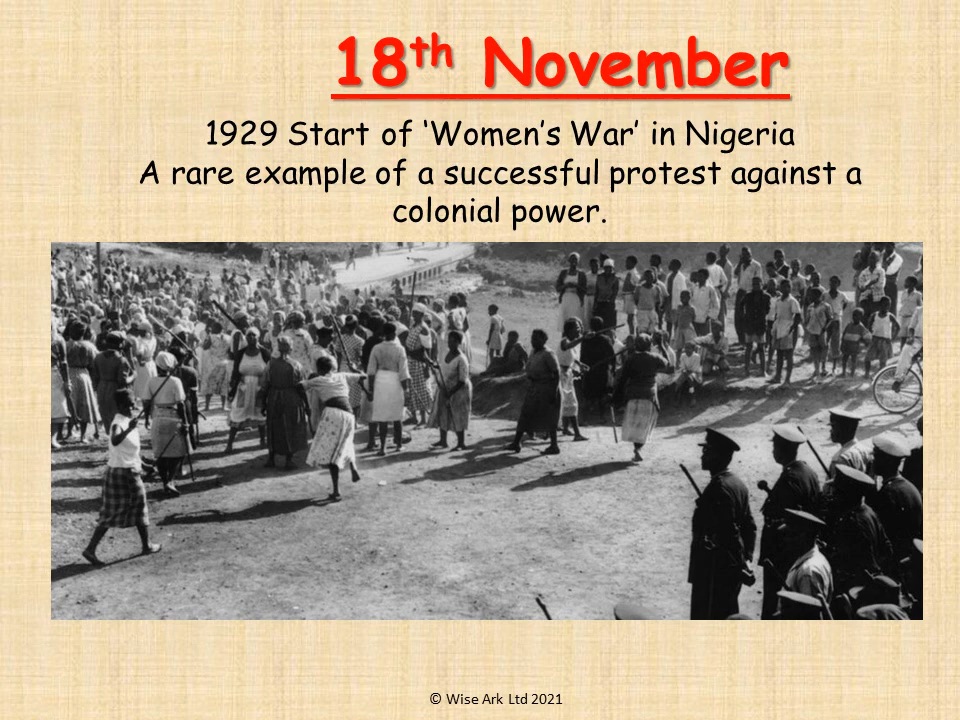 18th November
1929 Start of ‘Women’s War’ in Nigeria
A rare example of a successful protest against a
colonial power.
© Wise Ark Ltd 2021